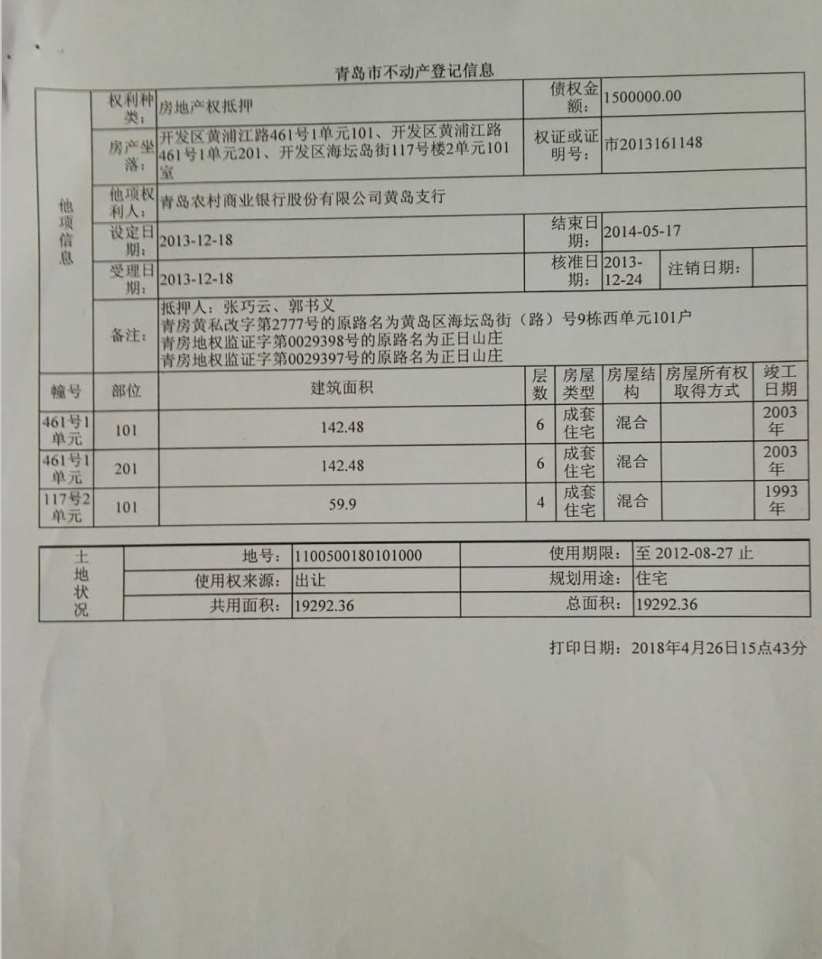 青岛市不动产登记信息
他项信息
权利种类：
房地产权抵押
债权金额：
1500000.00
房产坐落：
开发区黄浦江路461号1单元101、开发区黄浦江路
461号1单元201、开发区海坛岛街117号楼2单元101
室
权证或证明号：
市2013161148
他项权利人：
青岛农村商业银行股份有限公司黄岛支行
设定日期：
2013-12-18
结束日期：
2014-05-17
受理日期：
2013-12-18
核准日期：
2013-
12-24
注销日期：
备注：
抵押人：张巧云、郭书义
青房黄私改字第2777号的原路名为黄岛区海坛岛街（路）号9栋西单元101户
青房地权监证字第0029398号的原路名为正日山庄
青房地权监证字第0029397号的原路名为正日山庄
幢号 部位 建筑面积 层数 房屋类型 房屋结构 房屋所有权取得方式 竣工日期
461号1单元 101 142.48 6 成套住宅 混合 2003年
461号1单元 201 142.48 6 成套住宅 混合 2003年
117号2单元 101 59.9 4 成套住宅 混合 1993年
土地状况
地号： 1100500180101000 使用期限： 至 2012-08-27 止
使用权来源： 出让 规划用途： 住宅
共用面积： 19292.36 总面积： 19292.36
打印日期：2018年4月26日15点43分